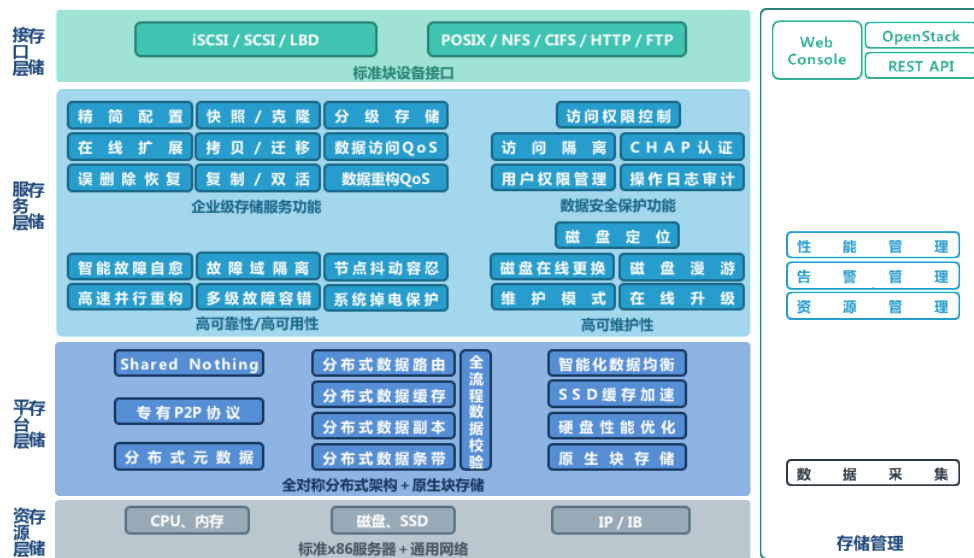 存储接口层
iSCSI / SCSI / LBD
POSIX / NFS / CIFS / HTTP / FTP
标准块设备接口
存储服务层
精简配置
快照 / 克隆
分级存储
在线扩展
拷贝 / 迁移
数据访问QoS
误删除恢复
复制 / 双活
数据重构QoS
企业级存储服务功能
访问权限控制
访问隔离
CHAP认证
用户权限管理
操作日志审计
数据安全保护功能
智能故障自愈
故障域隔离
节点抖动容忍
高速并行重构
多级故障容错
系统掉电保护
高可靠性/高可用性
磁盘定位
磁盘在线更换
磁盘漫游
维护模式
在线升级
高可维护性
存储平台层
Shared Nothing
专有P2P协议
分布式元数据
分布式数据路由
分布式数据缓存
分布式数据副本
分布式数据条带
全流程数据校验
智能化数据均衡
SSD缓存加速
硬盘性能优化
原生块存储
全对称分布式架构 + 原生块存储
存储资源层
CPU、内存
磁盘、SSD
IP / IB
标准x86服务器 + 通用网络
Web
Console
OpenStack
REST API
性能管理
告警管理
资源管理
数据采集
存储管理